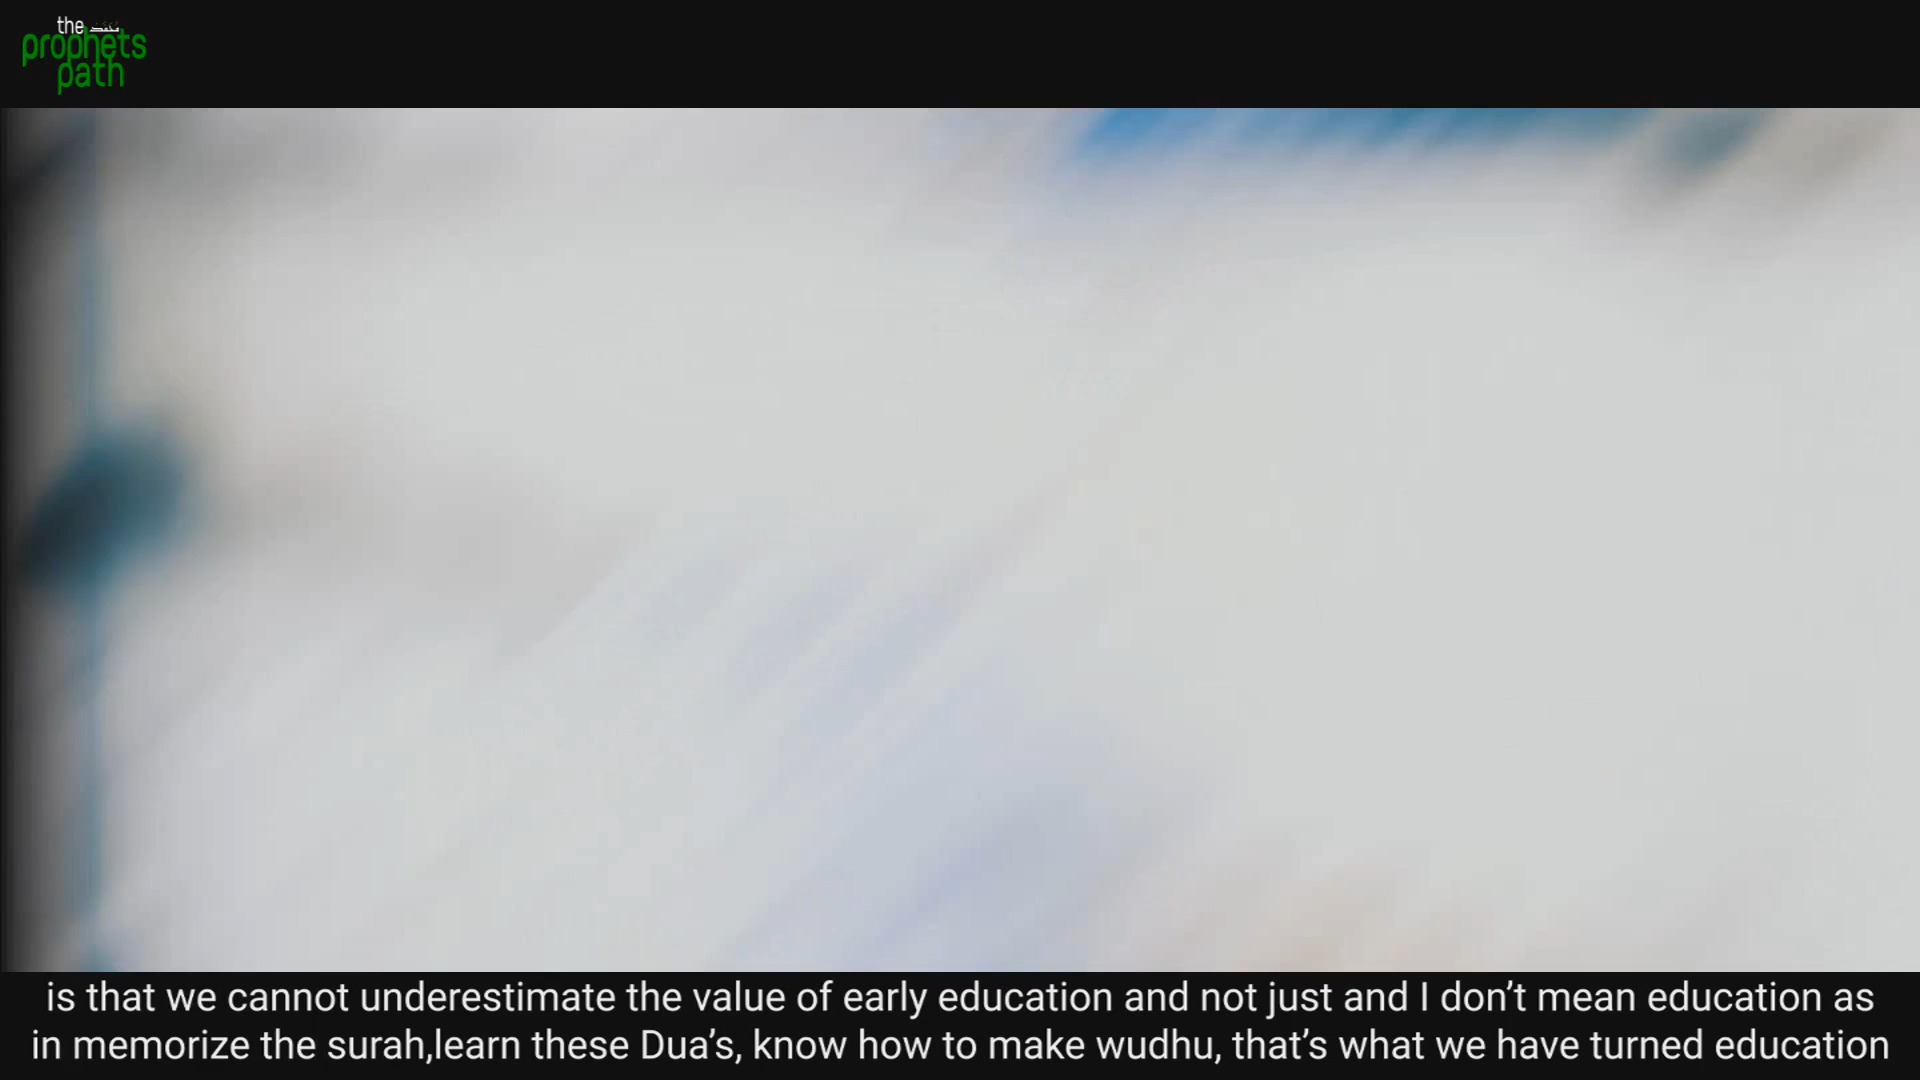 the مُحَمَّد
prophets
path
is that we cannot underestimate the value of early education and not just and I don’t mean education as
in memorize the surah,learn these Dua’s, know how to make wudhu, that’s what we have turned education